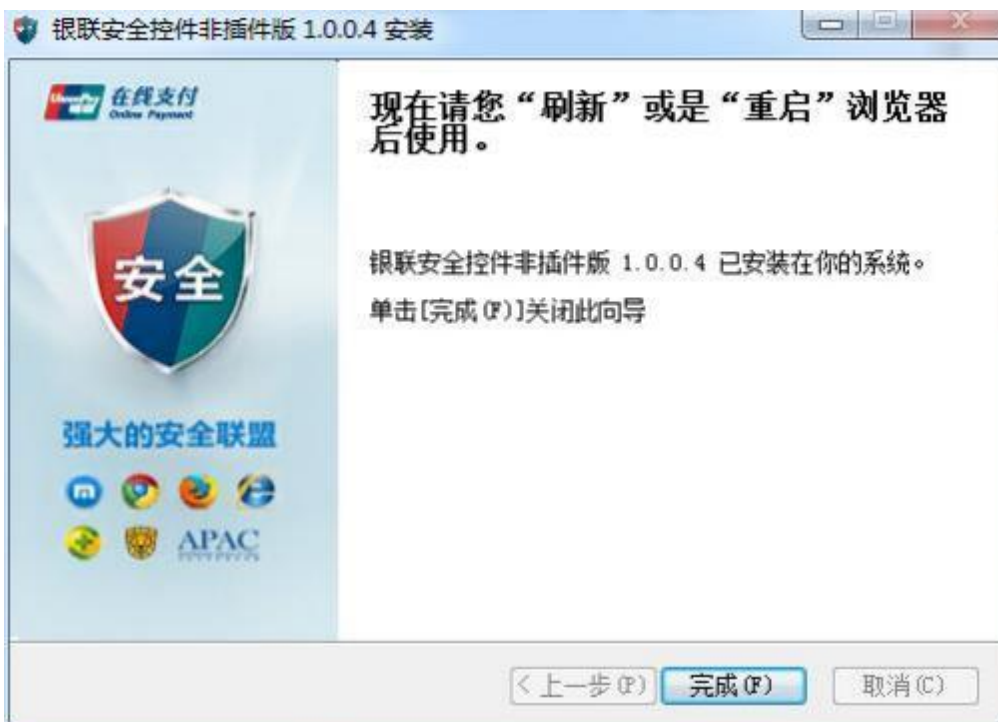 银联安全控件非插件版 1.0.0.4 安装
UnionPay 在线支付
Online Payment
现在请您“刷新”或是“重启”浏览器
后使用。
安全
银联安全控件非插件版 1.0.0.4 已安装在你的系统。
单击[完成(F)]关闭此向导
强大的安全联盟
APAC
<上一步(P)
完成(F)
取消(C)